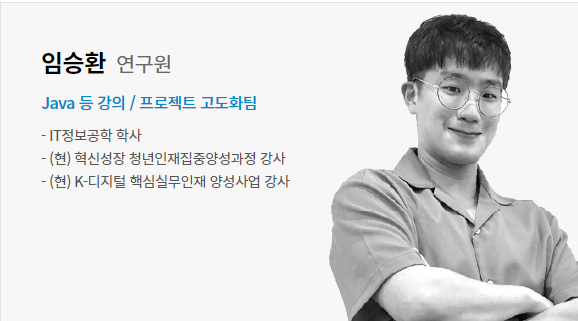 임승환 연구원
Java 등 강의 / 프로젝트 고도화팀
- IT정보공학 학사
- (현) 혁신성장 청년인재집중양성과정 강사
- (현) K-디지털 핵심실무인재 양성사업 강사